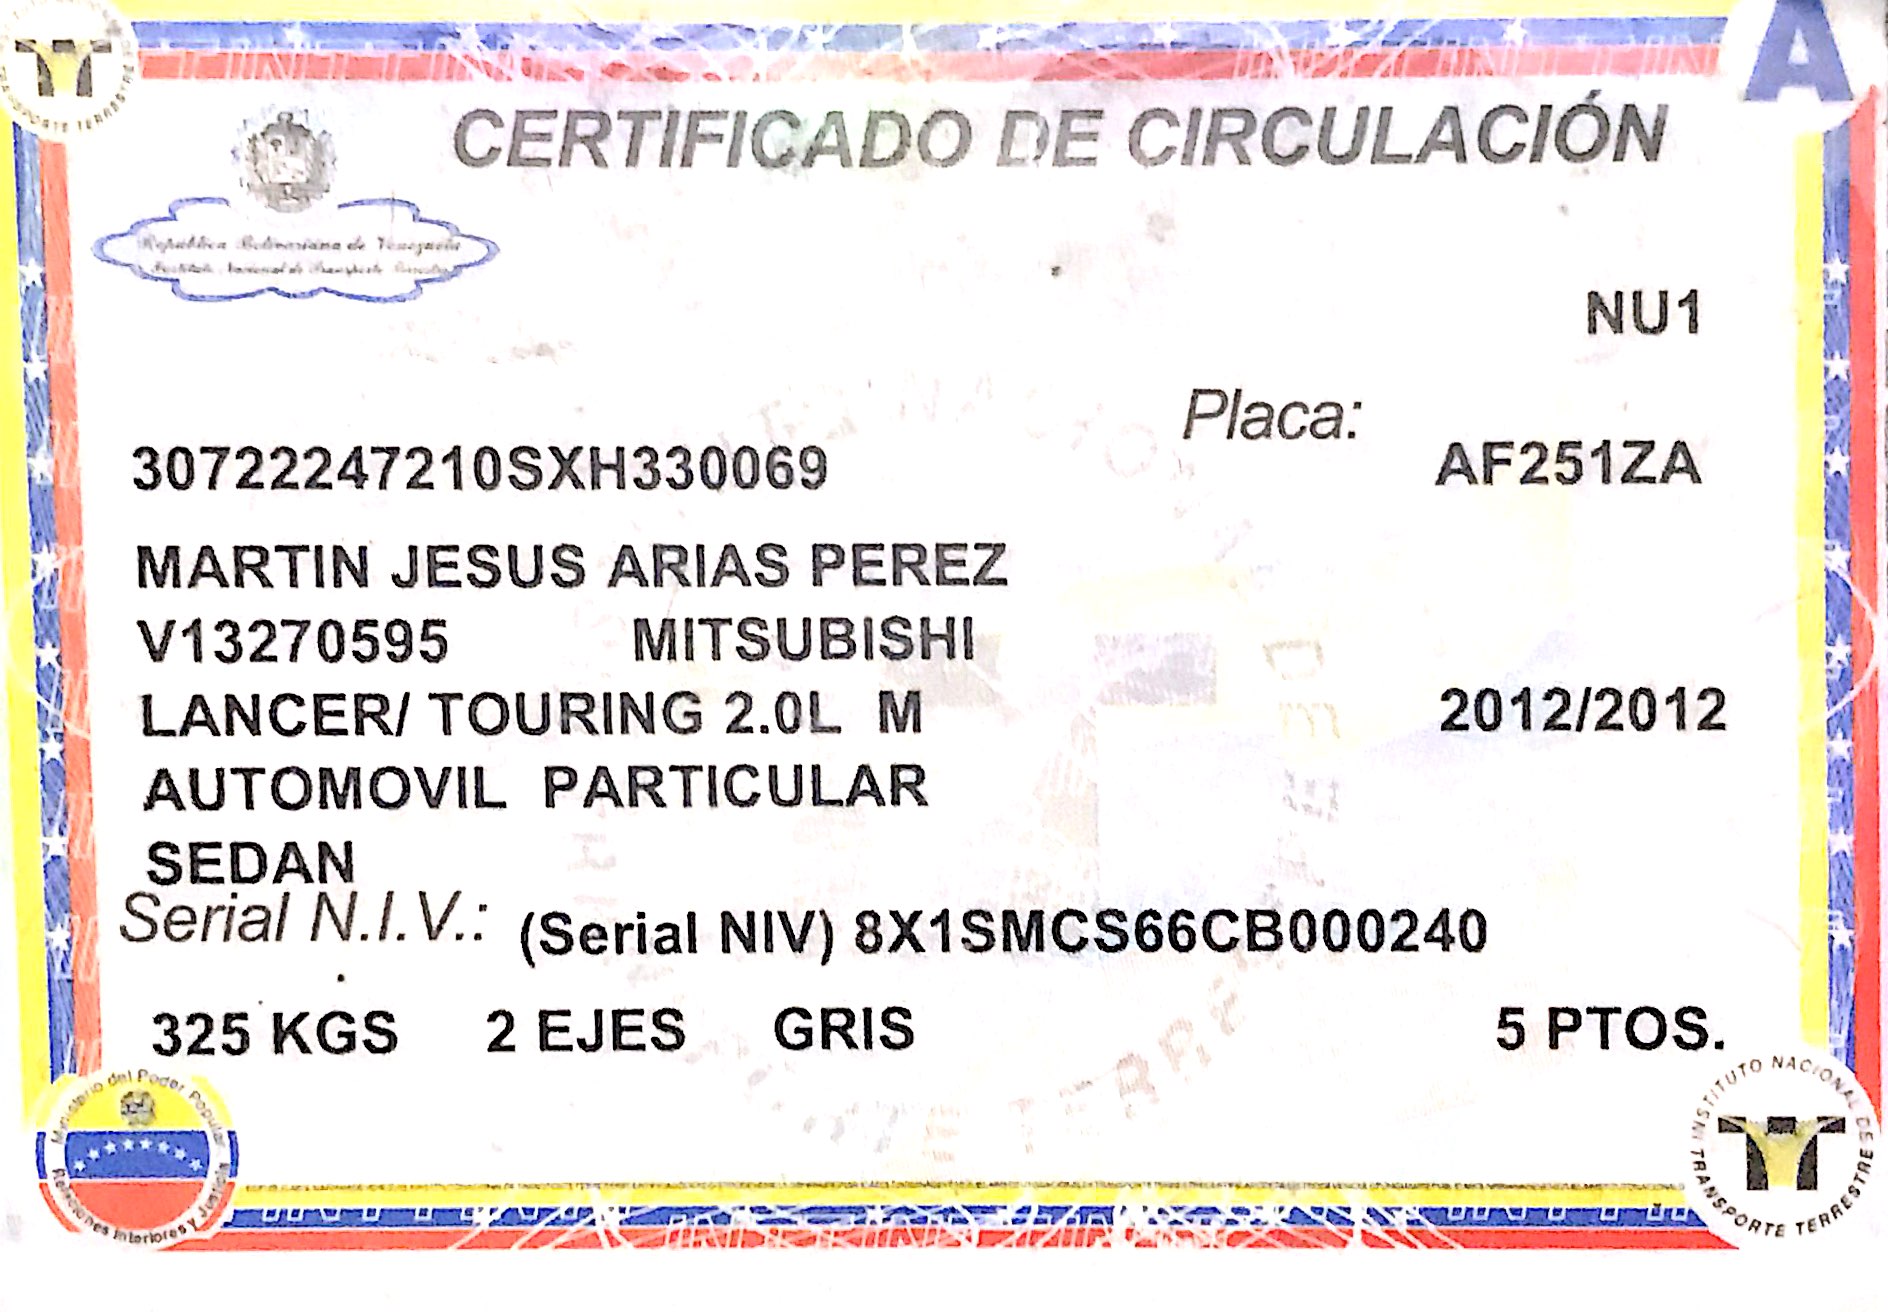 A
CERTIFICADO DE CIRCULACIÓN
República Bolivariana de Venezuela
Instituto Nacional de Transporte Terrestre
NU1
Placa:
30722247210SXH330069 AF251ZA
MARTIN JESUS ARIAS PEREZ
V13270595 MITSUBISHI
LANCER/ TOURING 2.0L M 2012/2012
AUTOMOVIL PARTICULAR
SEDAN
Serial N.I.V.: (Serial NIV) 8X1SMCS66CB000240
325 KGS 2 EJES GRIS 5 PTOS.
Ministerio del Poder Popular
Relaciones Interiores y Justicia
INSTITUTO NACIONAL DE
TRANSPORTE TERRESTRE